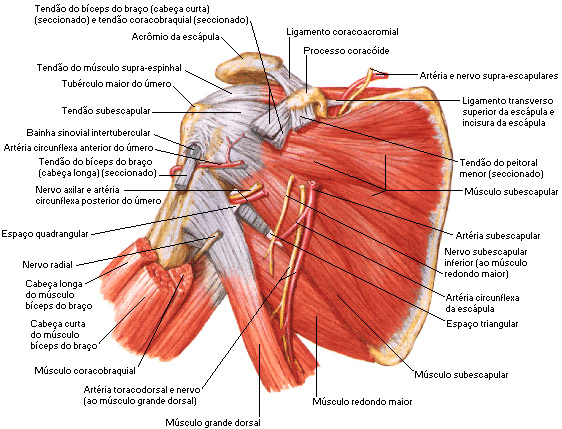 Tendão do bíceps do braço (cabeça curta)
(seccionado) e tendão coracobraquial (seccionado)
Acrômio da escápula
Tendão do músculo supra-espinhal
Tubérculo maior do úmero
Tendão subescapular
Bainha sinovial intertubercular
Artéria circunflexa anterior do úmero
Tendão do bíceps do braço
(cabeça longa) (seccionado)
Nervo axilar e artéria
circunflexa posterior do úmero
Espaço quadrangular
Nervo radial
Cabeça longa
do músculo
bíceps do braço
Cabeça curta
do músculo
bíceps do braço
Músculo coracobraquial
Artéria toracodorsal e nervo
(ao músculo grande dorsal)
Músculo grande dorsal
Ligamento coracoacromial
Processo coracóide
Artéria e nervo supra-escapulares
Ligamento transverso
superior da escápula e
incisura da escápula
Tendão do peitoral
menor (seccionado)
Músculo subescapular
Artéria subescapular
Nervo subescapular
inferior (ao músculo
redondo maior)
Artéria circunflexa
da escápula
Espaço triangular
Músculo subescapular
Músculo redondo maior